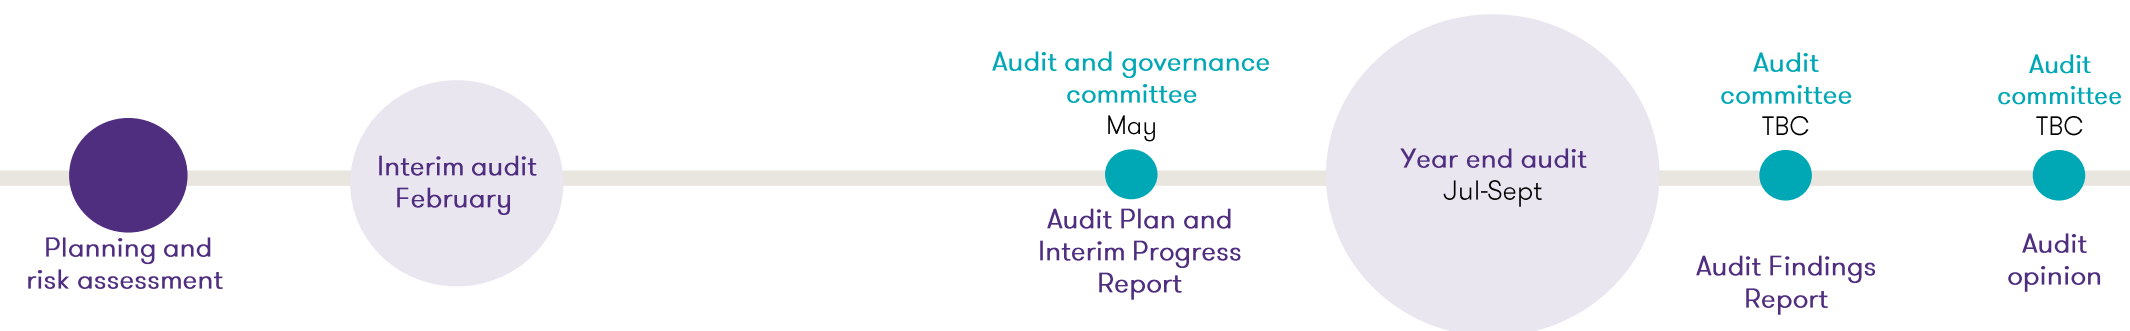 Planning and
risk assessment
Interim audit
February
Audit and governance
committee
May
Audit Plan and
Interim Progress
Report
Year end audit
Jul-Sept
Audit
committee
TBC
Audit Findings
Report
Audit
committee
TBC
Audit
opinion